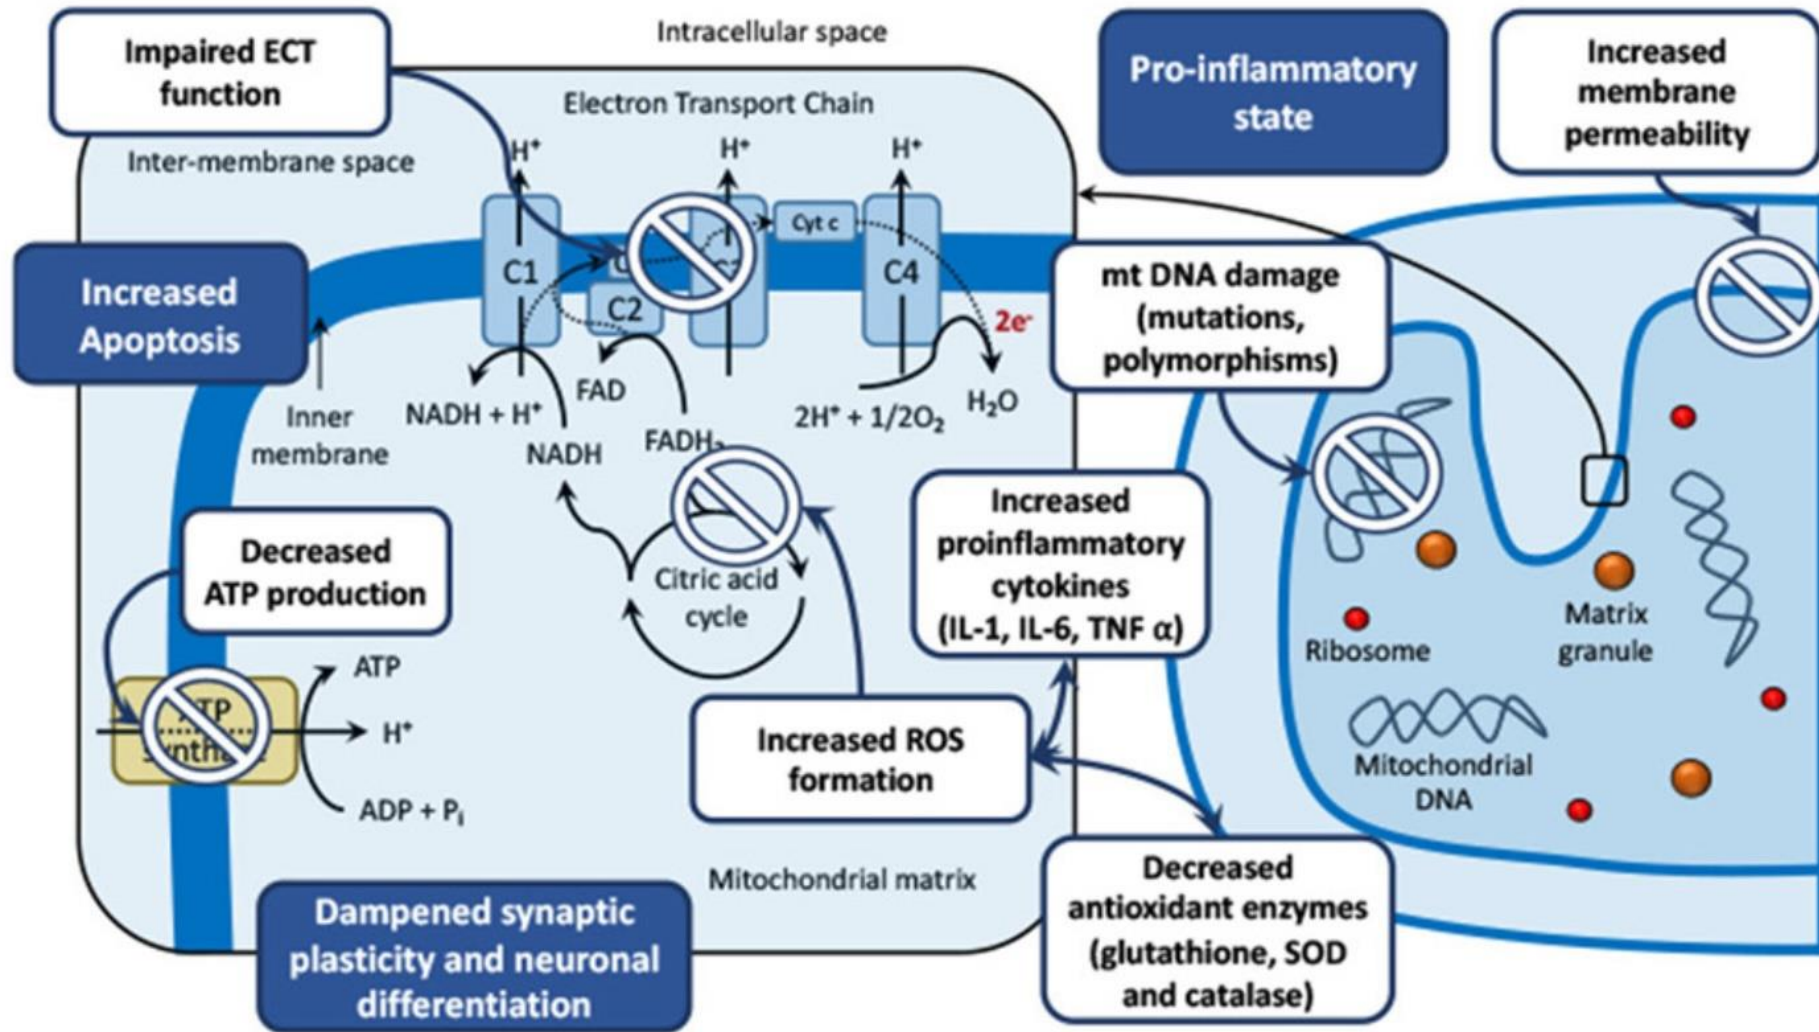 Impaired ECT
function
Intracellular space
Pro-inflammatory
state
Increased
membrane
permeability
Electron Transport Chain
Inter-membrane space
H⁺
H⁺
H⁺
Cyt c
C1
C2
C4
2e⁻
Increased
Apoptosis
mt DNA damage
(mutations,
polymorphisms)
Inner
membrane
NADH + H⁺
FAD
2H⁺ + 1/2O₂
H₂O
NADH
FADH₂
Increased
proinflammatory
cytokines
(IL-1, IL-6, TNF α)
Decreased
ATP production
Citric acid
cycle
Ribosome
Matrix
granule
ATP
ATP
H⁺
ADP + Pᵢ
Increased ROS
formation
Mitochondrial
DNA
Mitochondrial matrix
Decreased
antioxidant enzymes
(glutathione, SOD
and catalase)
Dampened synaptic
plasticity and neuronal
differentiation